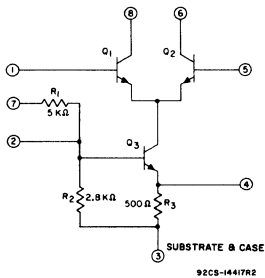 8
6
Q1
Q2
1
5
7
R1
5 KΩ
2
Q3
4
R2
2.8 KΩ
500 Ω
R3
3
SUBSTRATE & CASE
92CS-14417R2